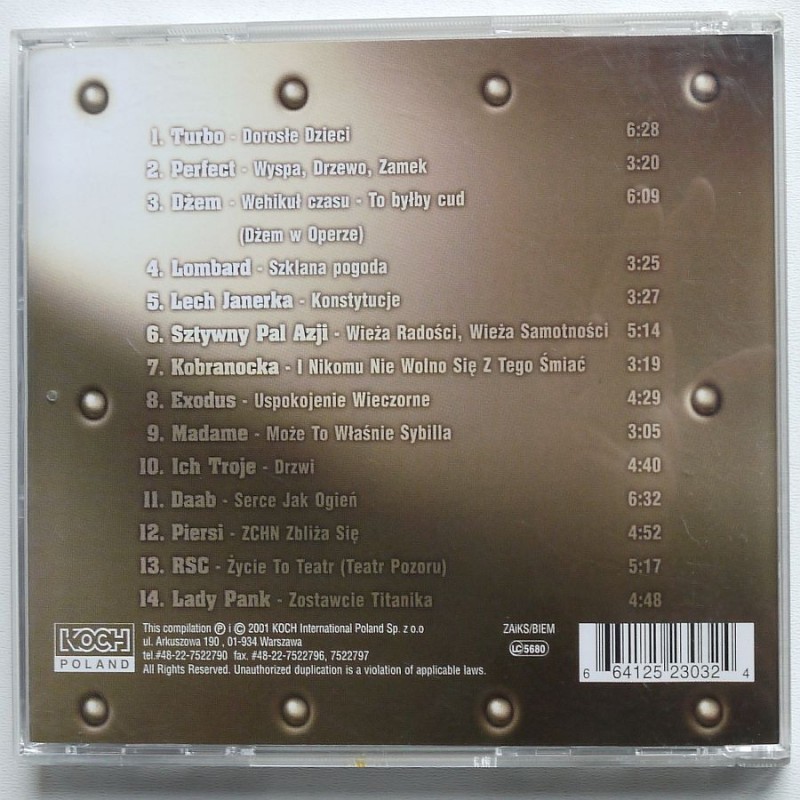 1. Turbo - Dorosłe Dzieci 6:28
2. Perfect - Wyspa, Drzewo, Zamek 3:20
3. Dżem - Wehikuł czasu - To byłby cud 6:09
(Dżem w Operze)
4. Lombard - Szklana pogoda 3:25
5. Lech Janerka - Konstytucje 3:27
6. Sztywny Pal Azji - Wieża Radości, Wieża Samotności 5:14
7. Kobranocka - I Nikomu Nie Wolno Się Z Tego Śmiać 3:19
8. Exodus - Uspokojenie Wieczorne 4:29
9. Madame - Może To Właśnie Sybilla 3:05
10. Ich Troje - Drzwi 4:40
11. Daab - Serce Jak Ogień 6:32
12. Piersi - ZCHN Zbliża Się 4:52
13. RSC - Życie To Teatr (Teatr Pozoru) 5:17
14. Lady Pank - Zostawcie Titanika 4:48
KOCH
POLAND
This compilation ℗ i © 2001 KOCH International Poland Sp. z o.o
ul. Arkuszowa 190 , 01-934 Warszawa
tel.#48-22-7522790 fax. #48-22-7522796, 7522797
All Rights Reserved. Unauthorized duplication is a violation of applicable laws.
ZAiKS/BIEM
LC 5680
6 64125 23032 4